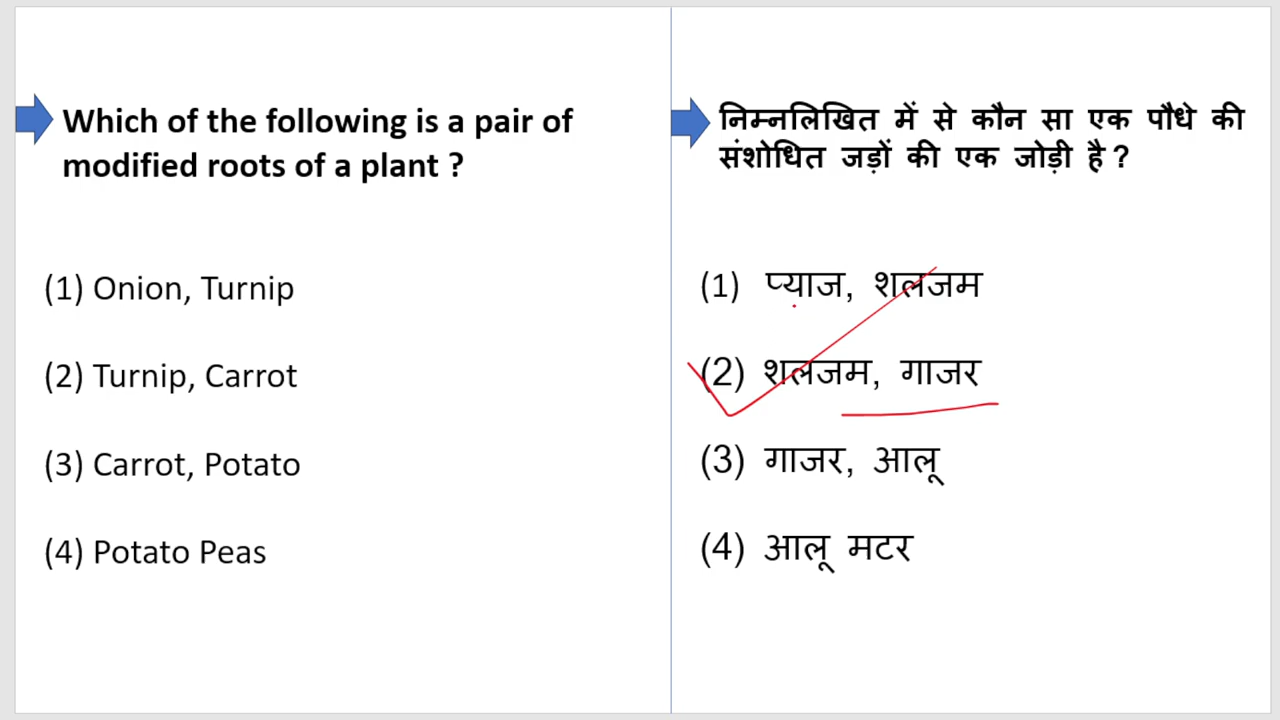 Which of the following is a pair of
modified roots of a plant ?
(1) Onion, Turnip
(2) Turnip, Carrot
(3) Carrot, Potato
(4) Potato Peas
निम्नलिखित में से कौन सा एक पौधे की
संशोधित जड़ों की एक जोड़ी है ?
(1) प्याज, शलजम
(2) शलजम, गाजर
(3) गाजर, आलू
(4) आलू मटर